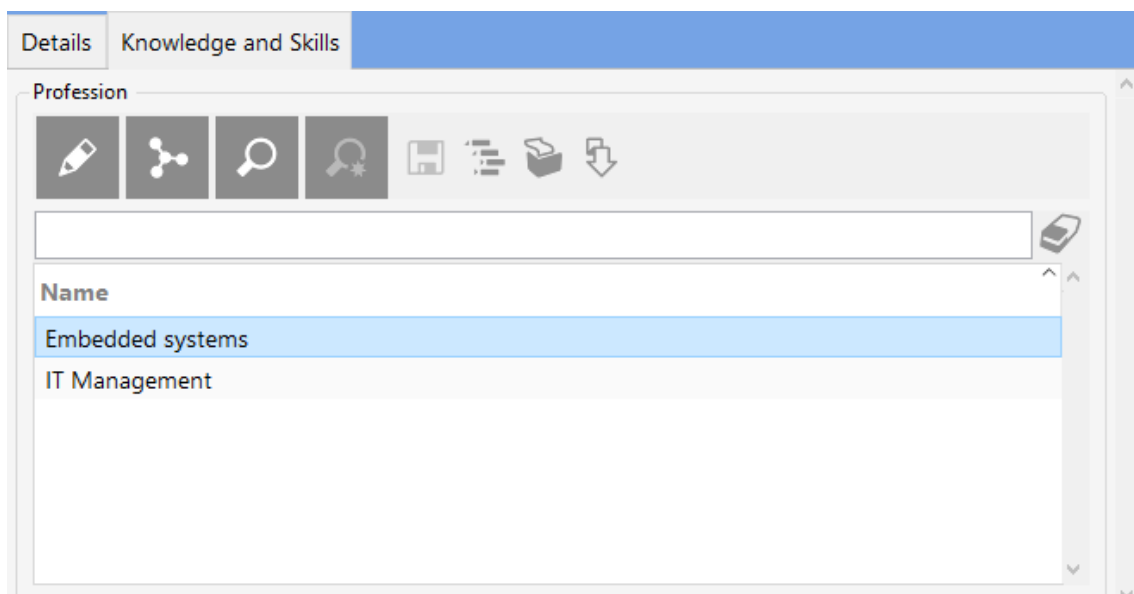 Details Knowledge and Skills
Profession
Name
Embedded systems
IT Management